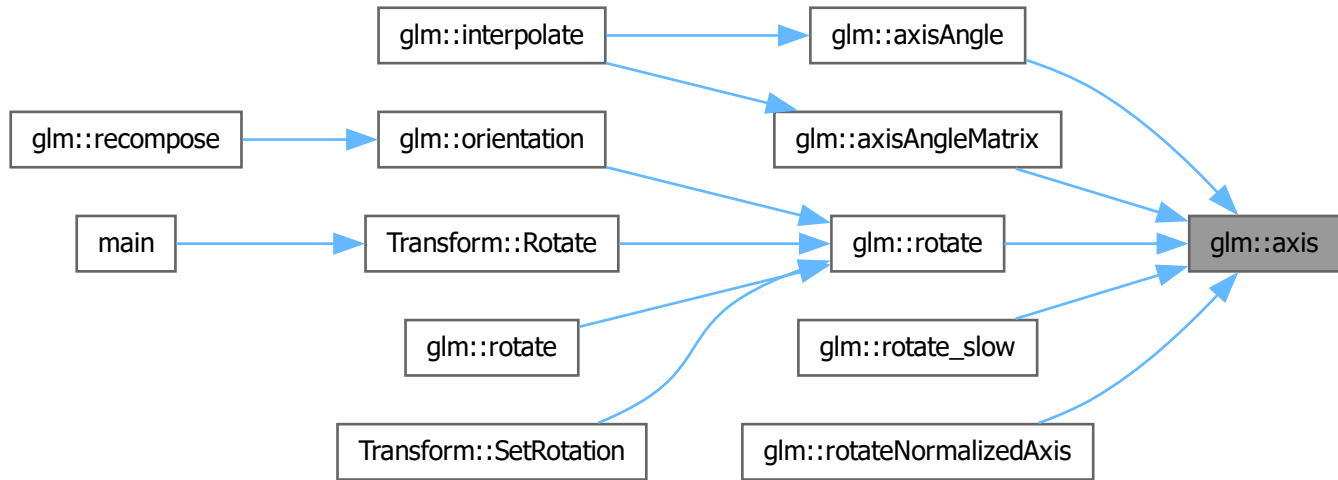 glm::interpolate
glm::axisAngle
glm::recompose
glm::orientation
glm::axisAngleMatrix
main
Transform::Rotate
glm::rotate
glm::axis
glm::rotate
glm::rotate_slow
Transform::SetRotation
glm::rotateNormalizedAxis